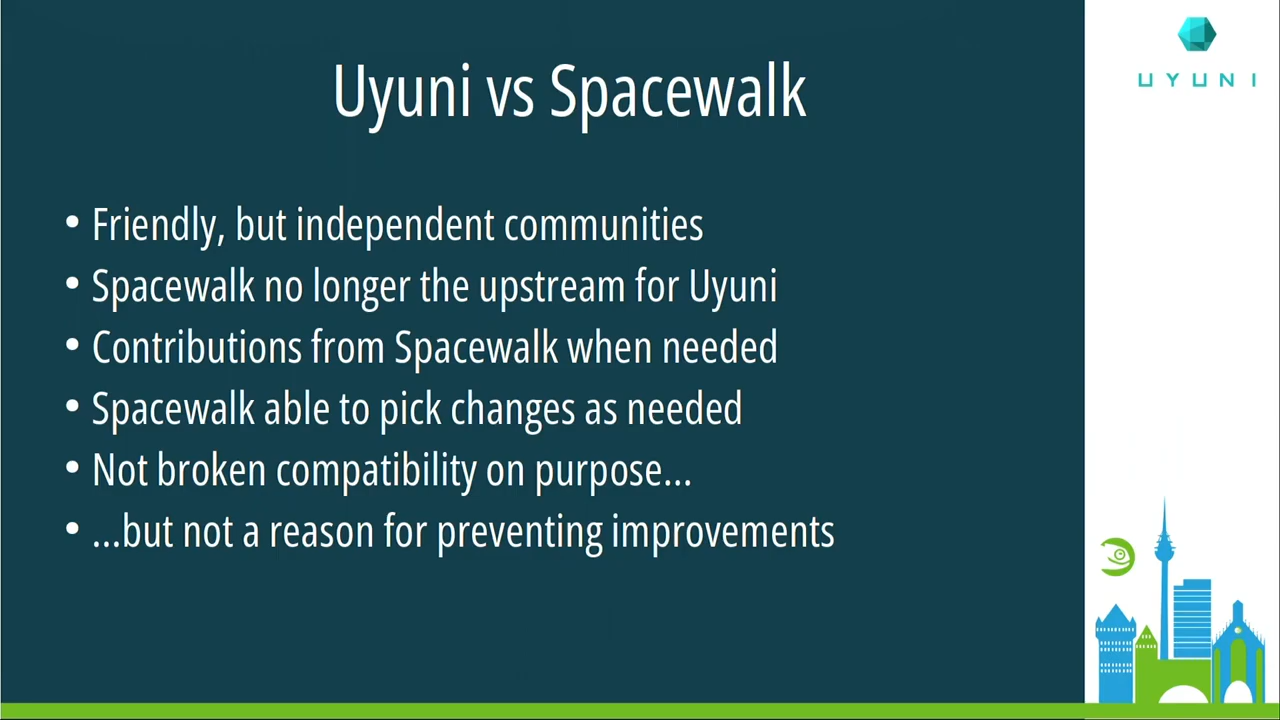 Uyuni vs Spacewalk
UYUNI
• Friendly, but independent communities
• Spacewalk no longer the upstream for Uyuni
• Contributions from Spacewalk when needed
• Spacewalk able to pick changes as needed
• Not broken compatibility on purpose...
• ...but not a reason for preventing improvements